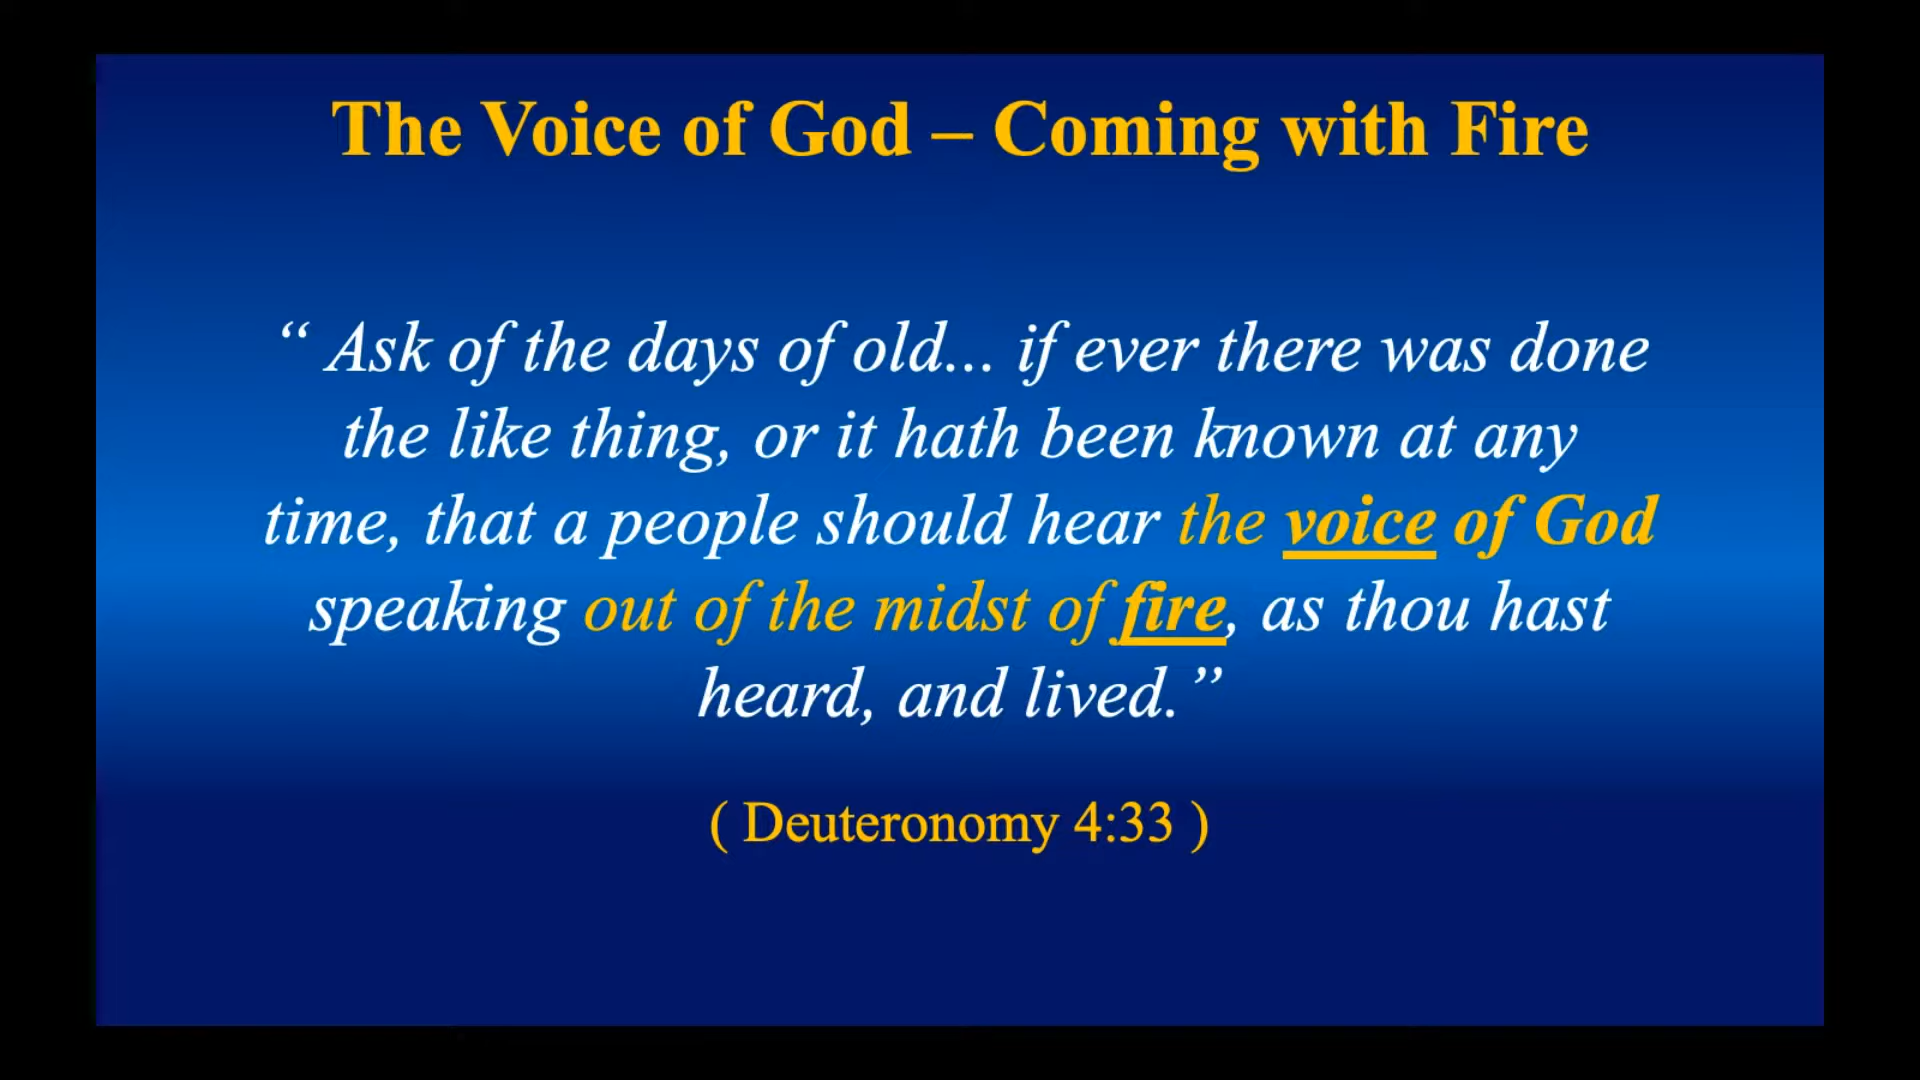 The Voice of God – Coming with Fire
“ Ask of the days of old... if ever there was done
the like thing, or it hath been known at any
time, that a people should hear the voice of God
speaking out of the midst of fire, as thou hast
heard, and lived.”
( Deuteronomy 4:33 )